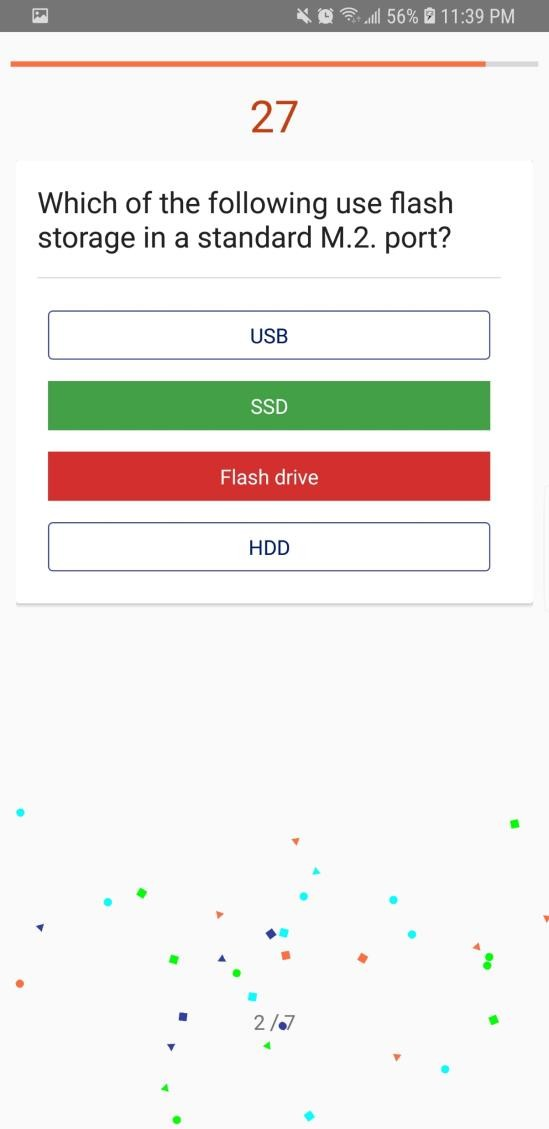 56% 11:39 PM
27
Which of the following use flash
storage in a standard M.2. port?
USB
SSD
Flash drive
HDD
2 / 7